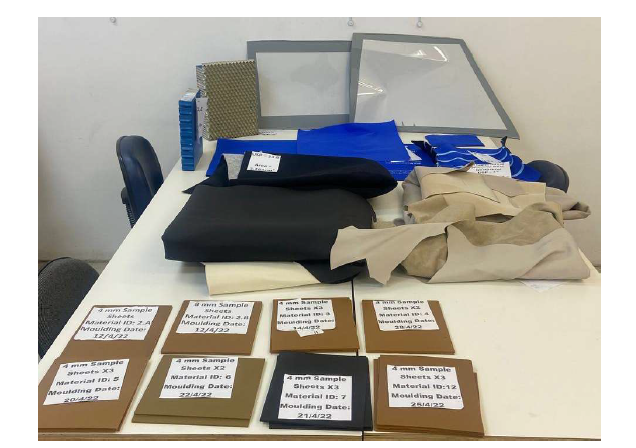 4 mm Sample
Sheets
Material ID: 2-A
Moulding Date:
12/4/22
4 mm Sample
Sheets
Material ID: 2-B
Moulding Date:
12/4/22
4 mm Sample
Sheets X2
Material ID: 3
Moulding Date:
14/4/22
4 mm Sample
Sheets X2
Material ID: 4
Moulding Date:
4 mm Sample
Sheets X3
Material ID: 5
Moulding Date:
20/4/22
4 mm Sample
Sheets X2
Material ID: 6
Moulding Date:
22/4/22
4 mm Sample
Sheets X3
Material ID: 7
Moulding Date:
21/4/22
4 mm Sample
Sheets X3
Material ID:12
Moulding Date:
25/4/22